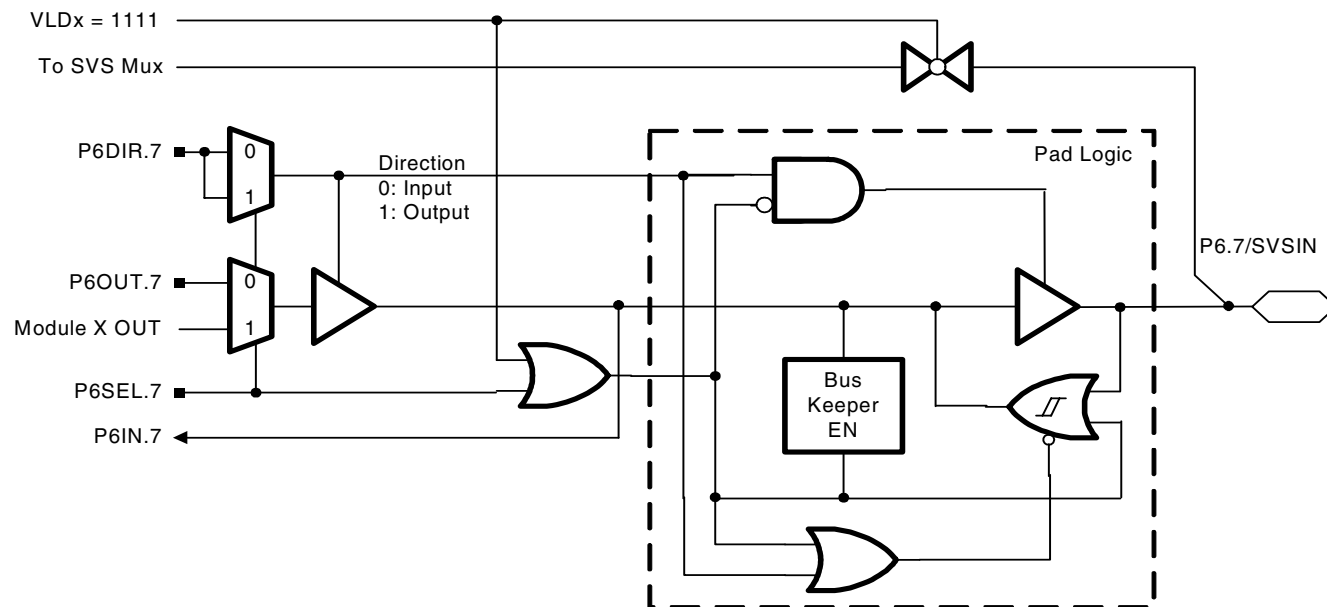 VLDx = 1111
To SVS Mux
Pad Logic
P6DIR.7
0
1
Direction
0: Input
1: Output
P6.7/SVSIN
P6OUT.7
0
Module X OUT
1
Bus
Keeper
EN
P6SEL.7
P6IN.7